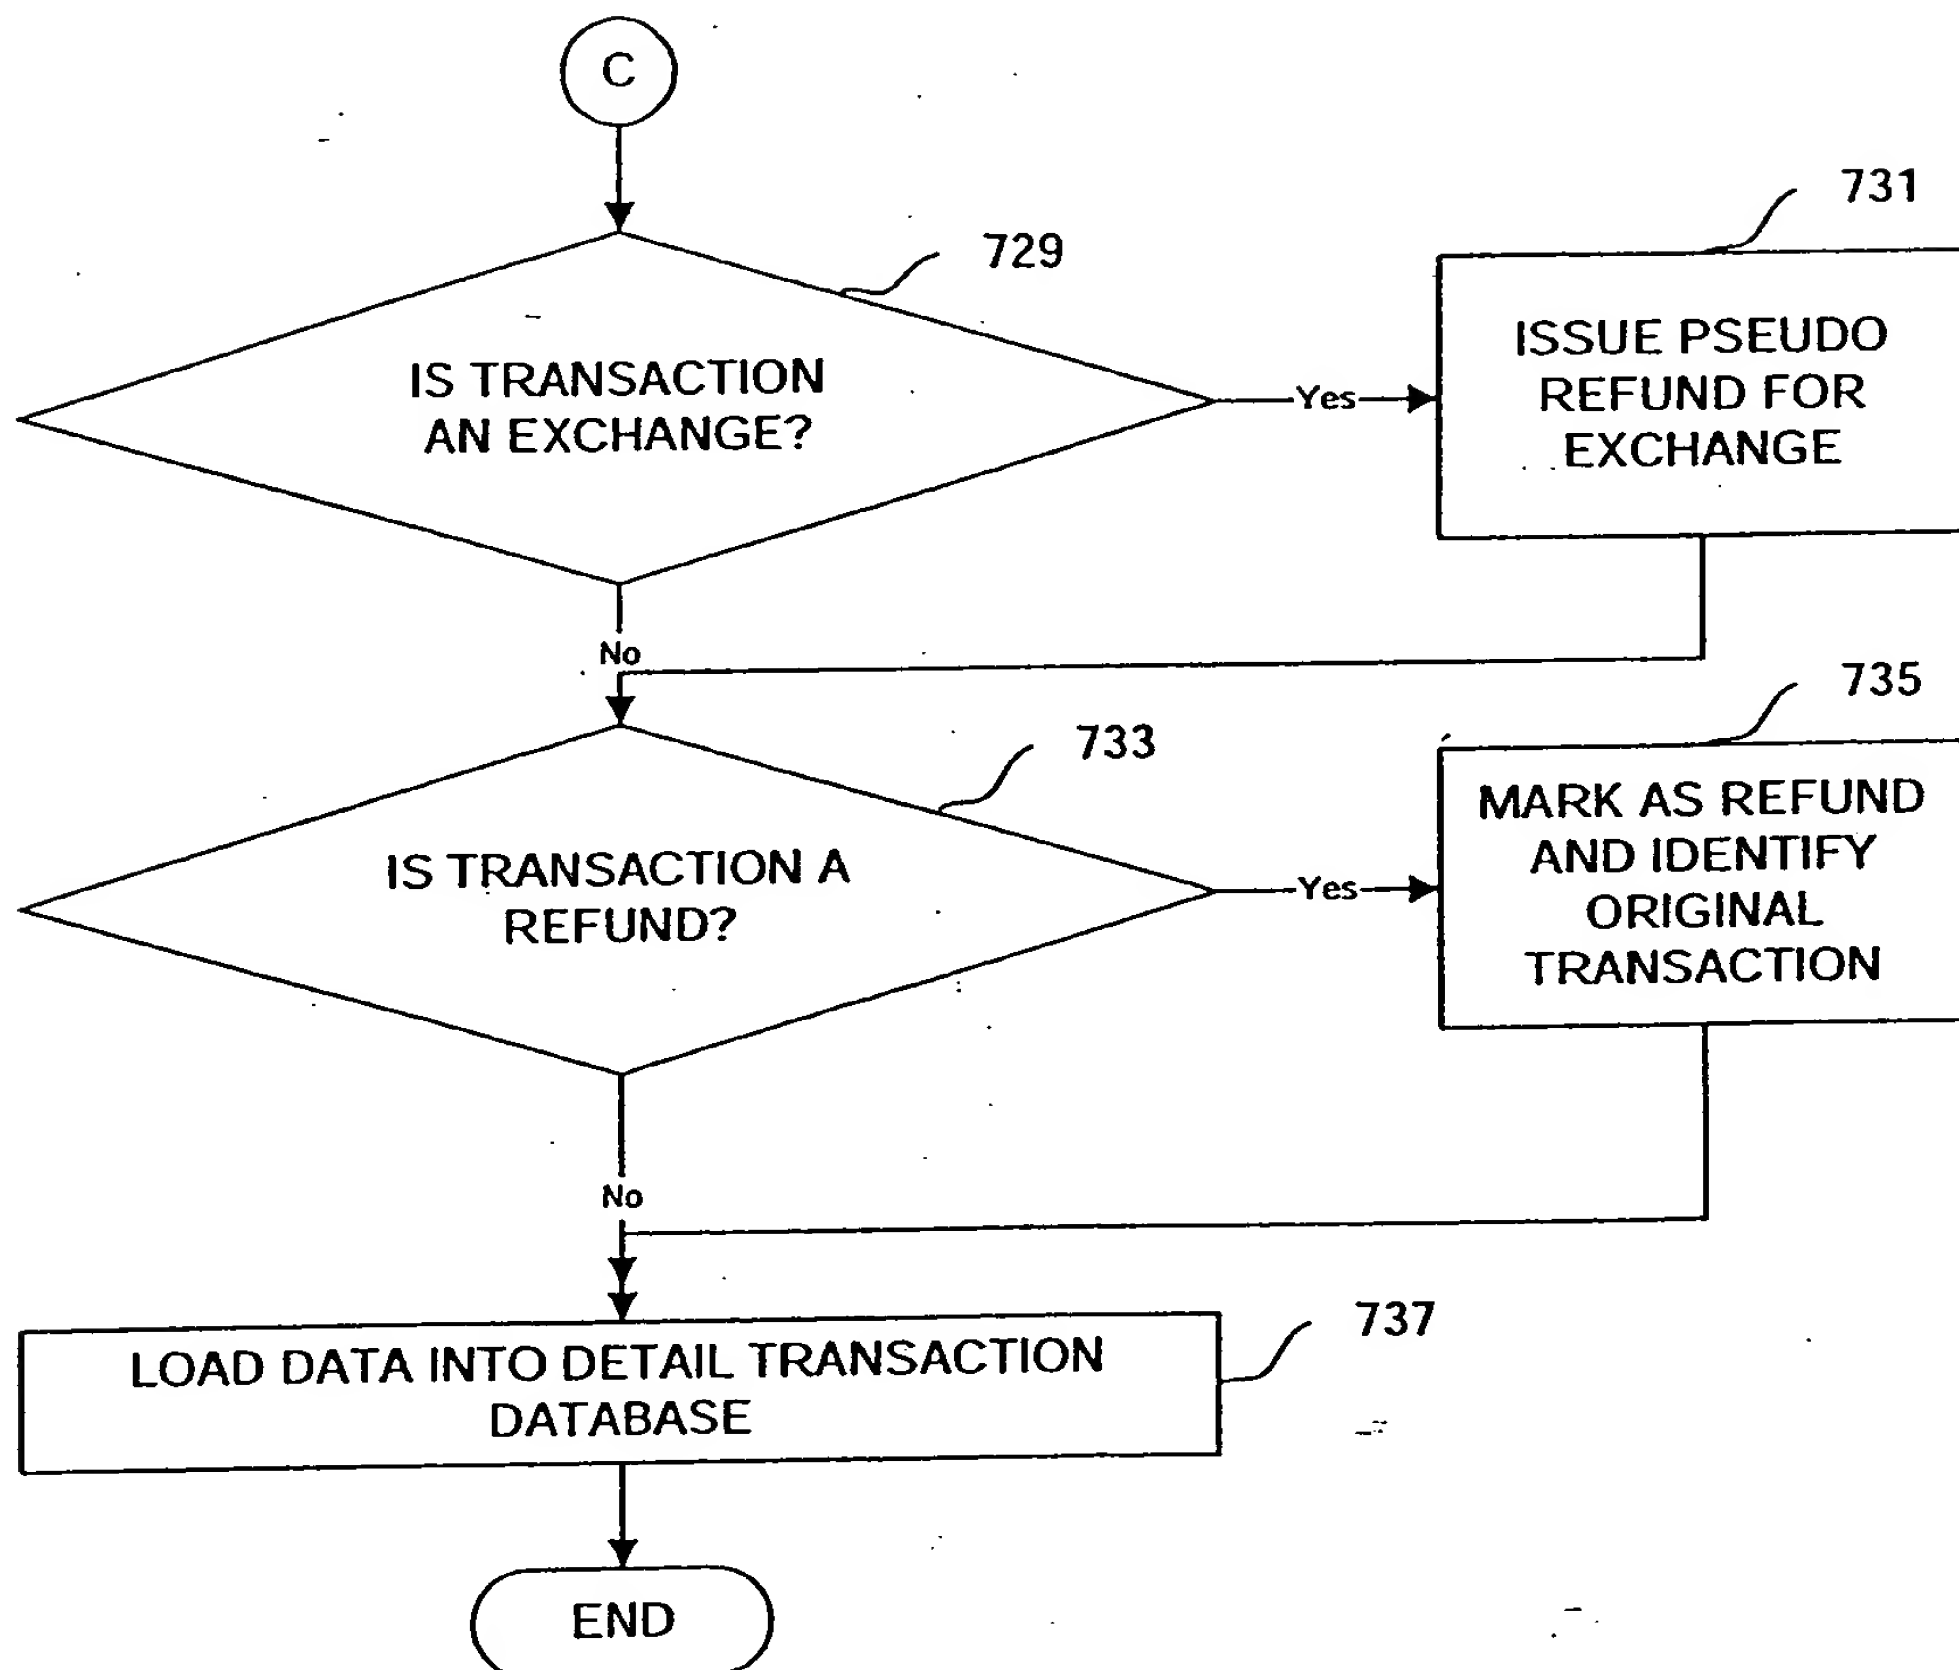 C
729
731
IS TRANSACTION
AN EXCHANGE?
Yes
ISSUE PSEUDO
REFUND FOR
EXCHANGE
No
733
735
IS TRANSACTION A
REFUND?
Yes
MARK AS REFUND
AND IDENTIFY
ORIGINAL
TRANSACTION
No
737
LOAD DATA INTO DETAIL TRANSACTION
DATABASE
END